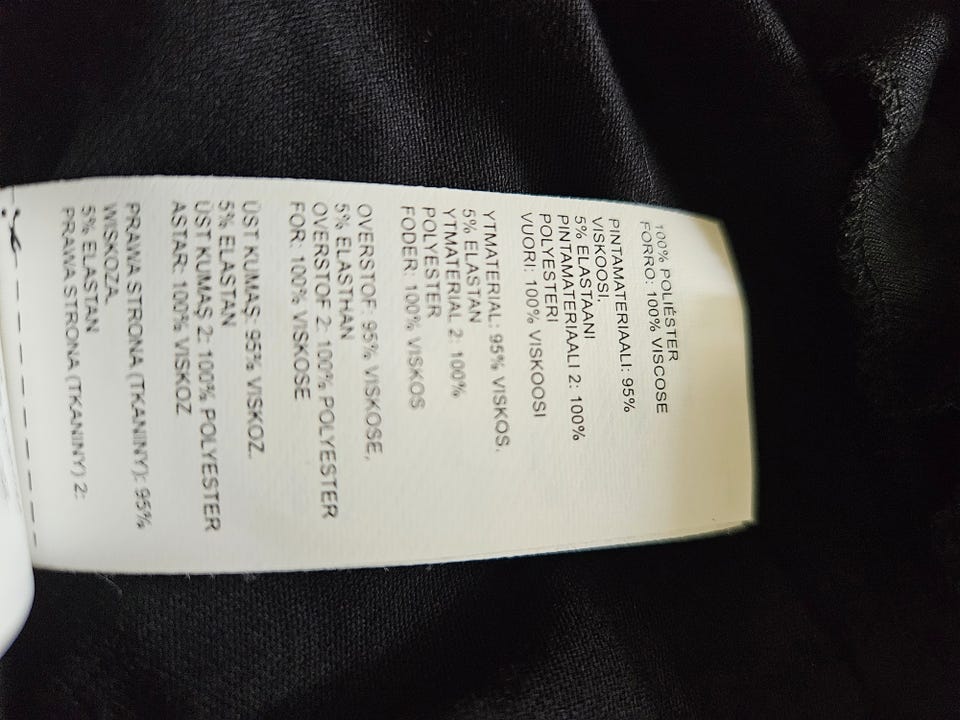 100% POLIÉSTER
FORRO: 100% VISCOSE
PINTAMATERIAALI: 95%
VISKOOSI,
5% ELASTAANI
PINTAMATERIAALI 2: 100%
POLYESTERI
VUORI: 100% VISKOOSI
YTMATERIAL: 95% VISKOS,
5% ELASTAN
YTMATERIAL 2: 100%
POLYESTER
FODER: 100% VISKOS
OVERSTOF: 95% VISKOSE,
5% ELASTHAN
OVERSTOF 2: 100% POLYESTER
FOR: 100% VISKOSE
ÜST KUMAŞ: 95% VISKOZ,
5% ELASTAN
ÜST KUMAŞ 2: 100% POLYESTER
ASTAR: 100% VISKOZ
PRAWA STRONA (TKANINY): 95%
WISKOZA,
5% ELASTAN
PRAWA STRONA (TKANINY) 2: